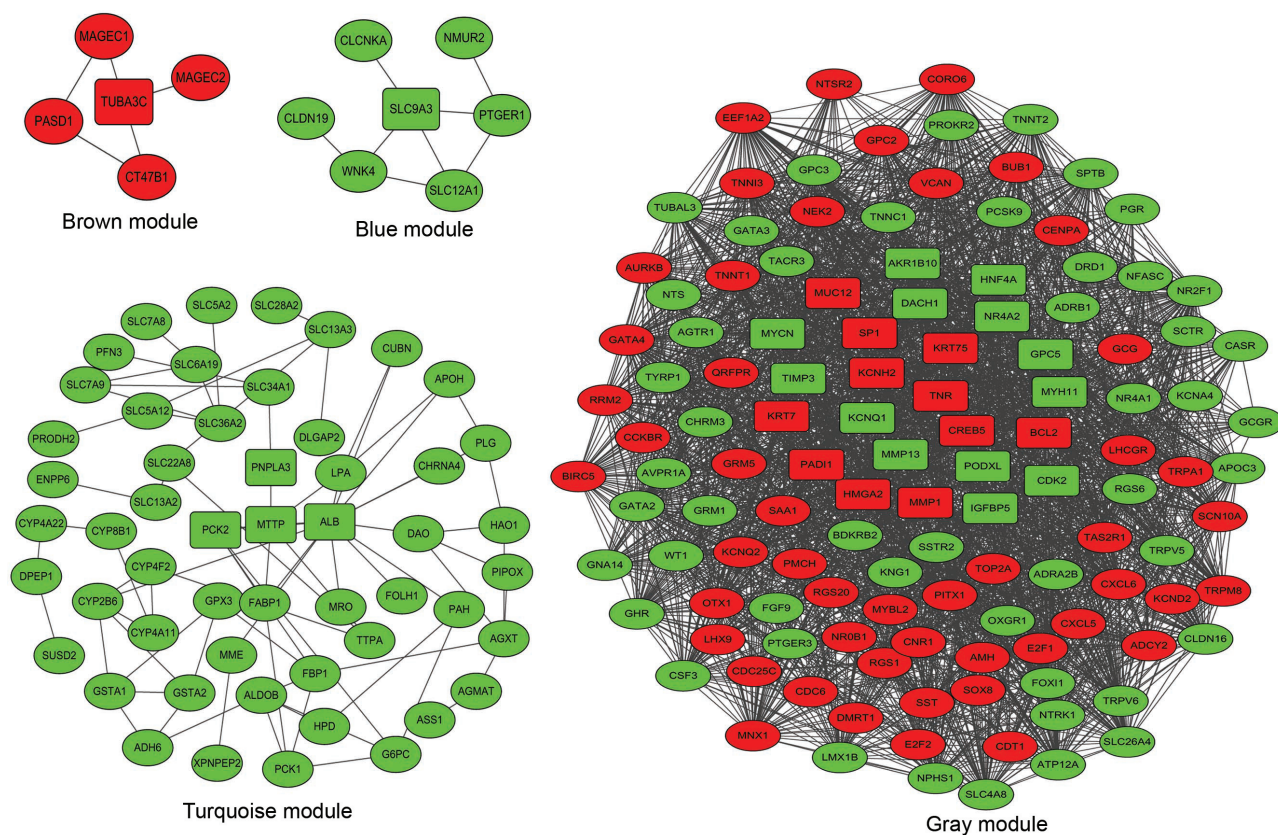 MAGEC1
MAGEC2
TUBA3C
PASD1
CT47B1
Brown module
CLCNKA
NMUR2
SLC9A3
PTGER1
CLDN19
WNK4
SLC12A1
Blue module
SLC5A2
SLC28A2
SLC7A8
SLC13A3
PFN3
SLC6A19
CUBN
SLC7A9
SLC34A1
APOH
SLC5A12
SLC36A2
PRODH2
DLGAP2
PLG
SLC22A8
PNPLA3
LPA
CHRNA4
ENPP6
SLC13A2
CYP4A22
CYP8B1
PCK2
MTTP
ALB
DAO
HAO1
DPEP1
CYP4F2
PIPOX
CYP2B6
GPX3
FABP1
MRO
FOLH1
PAH
CYP4A11
TTPA
AGXT
SUSD2
MME
GSTA1
GSTA2
FBP1
AGMAT
ALDOB
HPD
ASS1
ADH6
XPNPEP2
PCK1
G6PC
Turquoise module
NTSR2
CORO6
EEF1A2
PROKR2
TNNT2
GPC2
GPC3
BUB1
SPTB
TNNI3
VCAN
TUBAL3
NEK2
TNNC1
PCSK9
PGR
GATA3
CENPA
AURKB
TACR3
AKR1B10
DRD1
NFASC
TNNT1
HNF4A
NR2F1
NTS
MUC12
DACH1
ADRB1
NR4A2
GATA4
AGTR1
MYCN
SP1
KRT75
SCTR
CASR
GPC5
GCG
TYRP1
QRFPR
TIMP3
KCNH2
MYH11
NR4A1
KCNA4
RRM2
TNR
GCGR
CHRM3
KRT7
KCNQ1
CREB5
BCL2
CCKBR
LHCGR
BIRC5
AVPR1A
GRM5
PADI1
MMP13
PODXL
TRPA1
APOC3
CDK2
RGS6
GATA2
GRM1
SAA1
HMGA2
MMP1
IGFBP5
SCN10A
BDKRB2
TAS2R1
GNA14
WT1
KCNQ2
PMCH
SSTR2
TRPV5
KNG1
TOP2A
ADRA2B
GHR
OTX1
FGF9
RGS20
MYBL2
PITX1
CXCL6
KCND2
TRPM8
LHX9
PTGER3
NR0B1
CNR1
OXGR1
CXCL5
ADCY2
CLDN16
CSF3
CDC25C
RGS1
AMH
E2F1
CDC6
SST
SOX8
FOXI1
TRPV6
MNX1
DMRT1
NTRK1
SLC26A4
LMX1B
E2F2
CDT1
ATP12A
NPHS1
SLC4A8
Gray module